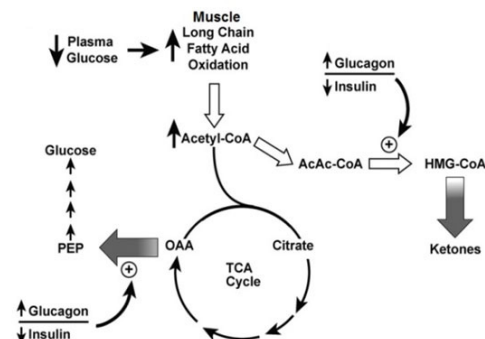 Muscle
Long Chain
Fatty Acid
Oxidation
Plasma
Glucose
Glucagon
Insulin
Acetyl-CoA
+
AcAc-CoA
HMG-CoA
Ketones
Glucose
PEP
OAA
Citrate
TCA
Cycle
+
Glucagon
Insulin